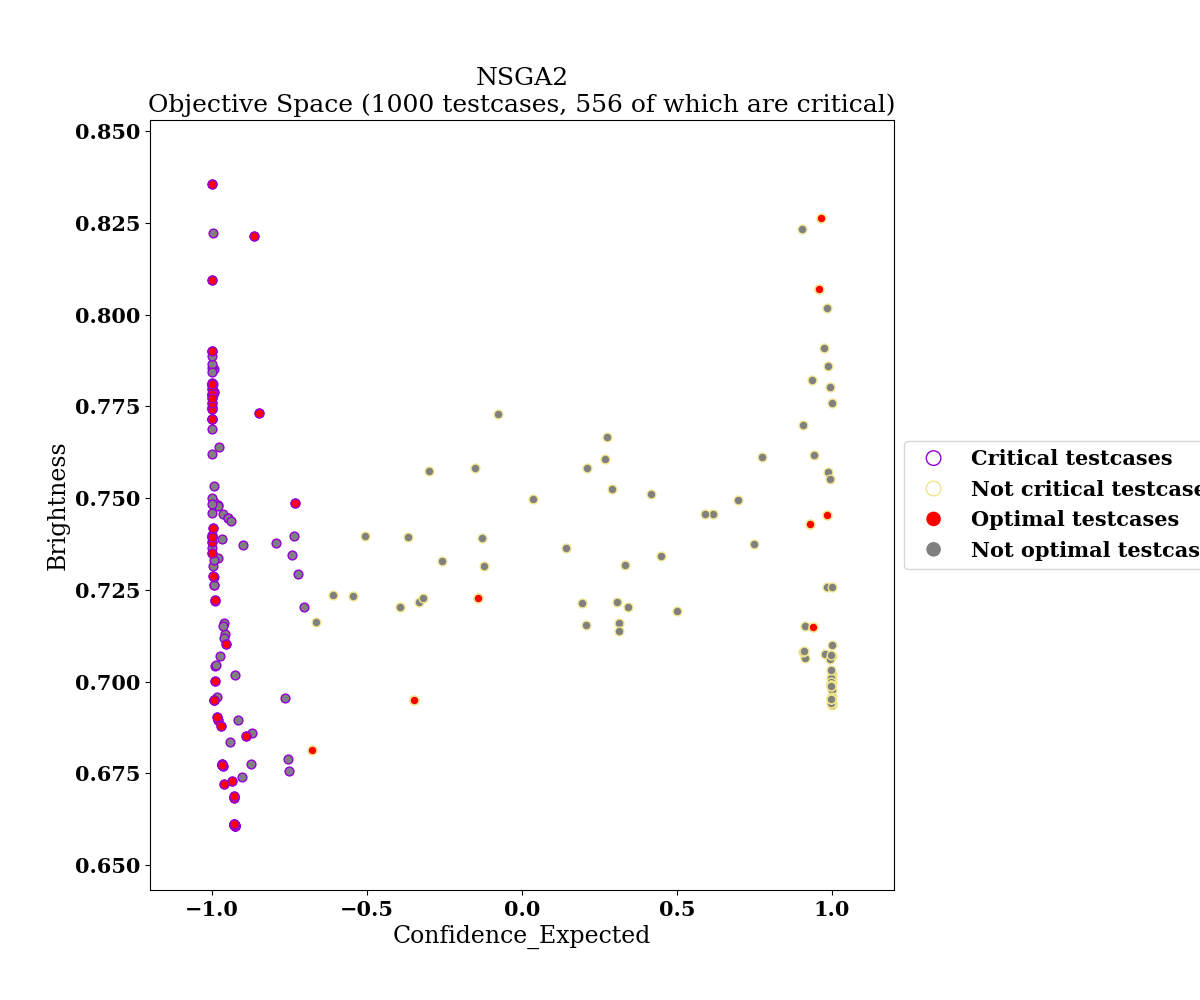 NSGA2
Objective Space (1000 testcases, 556 of which are critical)
0.850
0.825
0.800
0.775
0.750
0.725
0.700
0.675
0.650
Brightness
−1.0
−0.5
0.0
0.5
1.0
Confidence_Expected
Critical testcases
Not critical testcase
Optimal testcases
Not optimal testcas